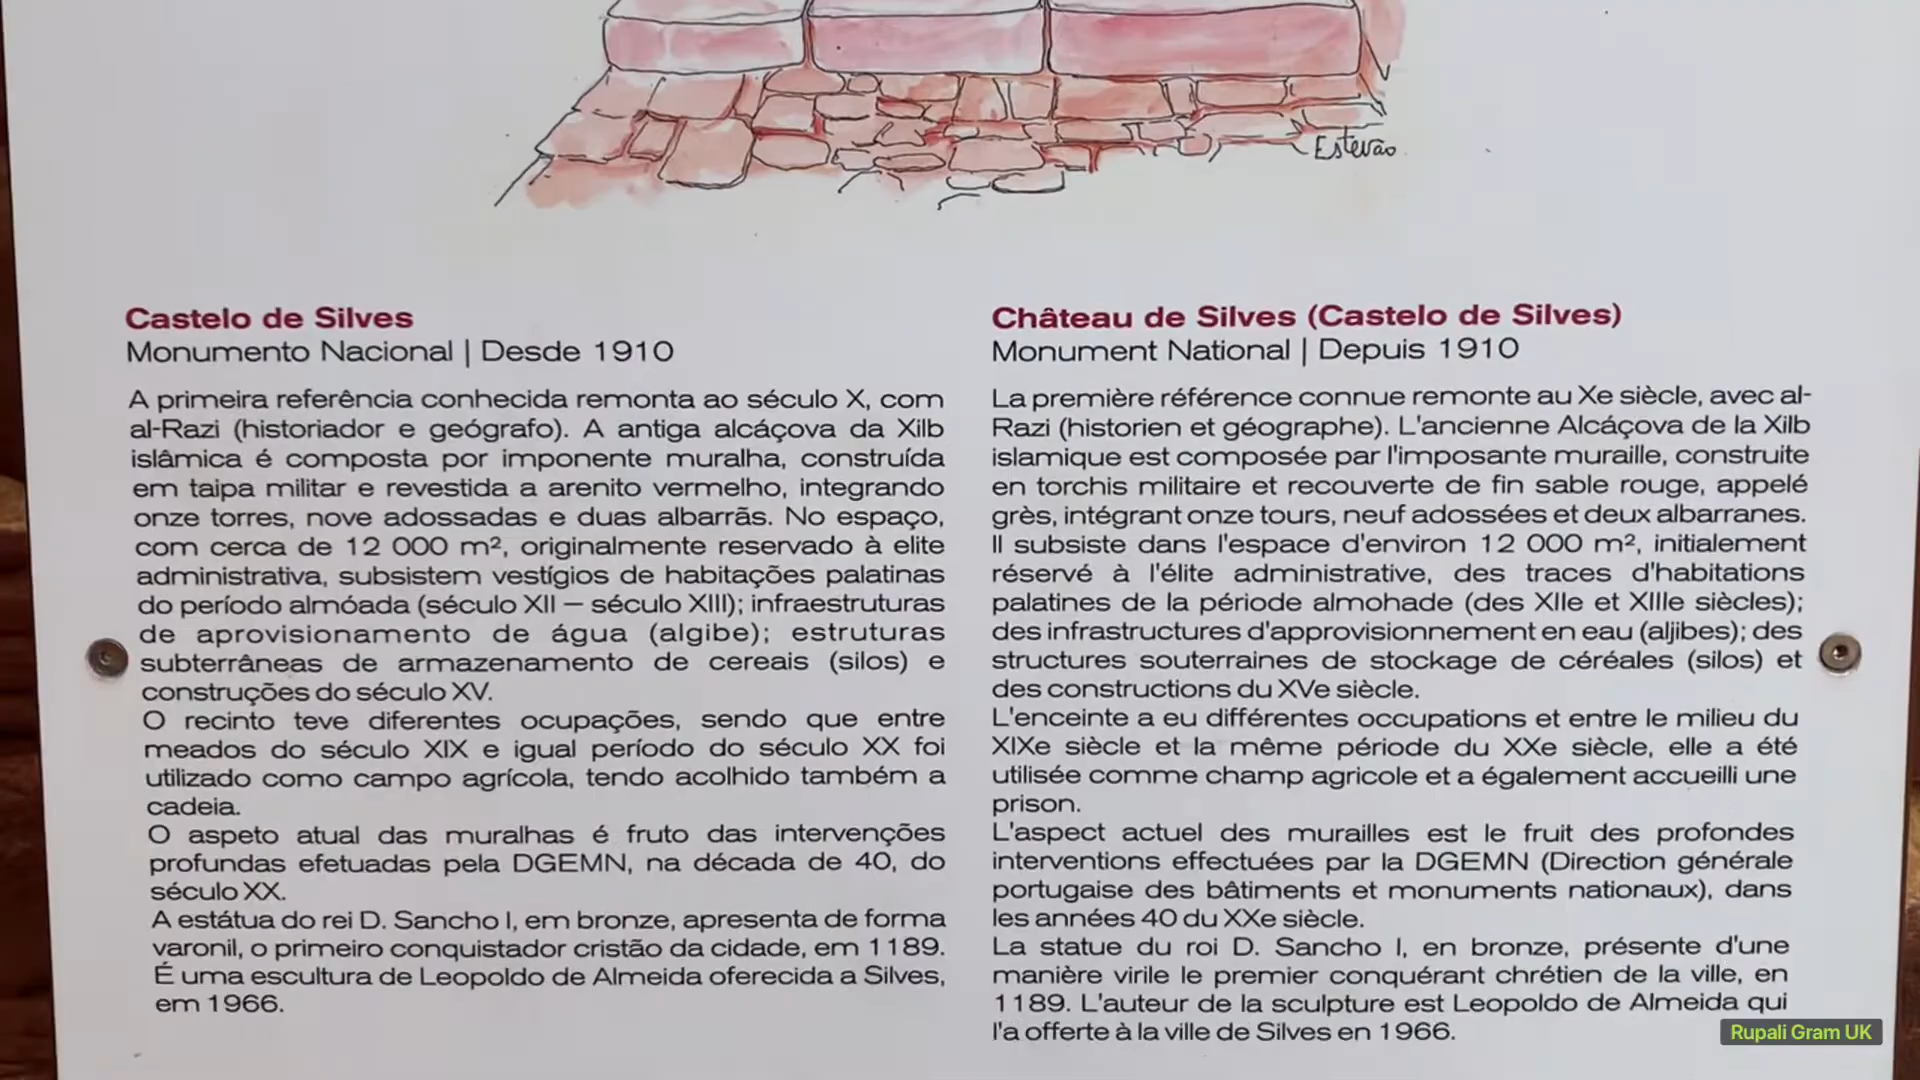 Estevão
Castelo de Silves
Monumento Nacional | Desde 1910
A primeira referência conhecida remonta ao século X, com
al-Razi (historiador e geógrafo). A antiga alcáçova da Xilb
islâmica é composta por imponente muralha, construída
em taipa militar e revestida a arenito vermelho, integrando
onze torres, nove adossadas e duas albarrãs. No espaço,
com cerca de 12 000 m², originalmente reservado à elite
administrativa, subsistem vestígios de habitações palatinas
do período almóada (século XII – século XIII); infraestruturas
de aprovisionamento de água (algibe); estruturas
subterrâneas de armazenamento de cereais (silos) e
construções do século XV.
O recinto teve diferentes ocupações, sendo que entre
meados do século XIX e igual período do século XX foi
utilizado como campo agrícola, tendo acolhido também a
cadeia.
O aspeto atual das muralhas é fruto das intervenções
profundas efetuadas pela DGEMN, na década de 40, do
século XX.
A estátua do rei D. Sancho I, em bronze, apresenta de forma
varonil, o primeiro conquistador cristão da cidade, em 1189.
É uma escultura de Leopoldo de Almeida oferecida a Silves,
em 1966.
Château de Silves (Castelo de Silves)
Monument National | Depuis 1910
La première référence connue remonte au Xe siècle, avec al-
Razi (historien et géographe). L'ancienne Alcáçova de la Xilb
islamique est composée par l'imposante muraille, construite
en torchis militaire et recouverte de fin sable rouge, appelé
grès, intégrant onze tours, neuf adossées et deux albarranes.
Il subsiste dans l'espace d'environ 12 000 m², initialement
réservé à l'élite administrative, des traces d'habitations
palatines de la période almohade (des XIIe et XIIIe siècles);
des infrastructures d'approvisionnement en eau (aljibes); des
structures souterraines de stockage de céréales (silos) et
des constructions du XVe siècle.
L'enceinte a eu différentes occupations et entre le milieu du
XIXe siècle et la même période du XXe siècle, elle a été
utilisée comme champ agricole et a également accueilli une
prison.
L'aspect actuel des murailles est le fruit des profondes
interventions effectuées par la DGEMN (Direction générale
portugaise des bâtiments et monuments nationaux), dans
les années 40 du XXe siècle.
La statue du roi D. Sancho I, en bronze, présente d'une
manière virile le premier conquérant chrétien de la ville, en
1189. L'auteur de la sculpture est Leopoldo de Almeida qui
l'a offerte à la ville de Silves en 1966.
Rupali Gram UK